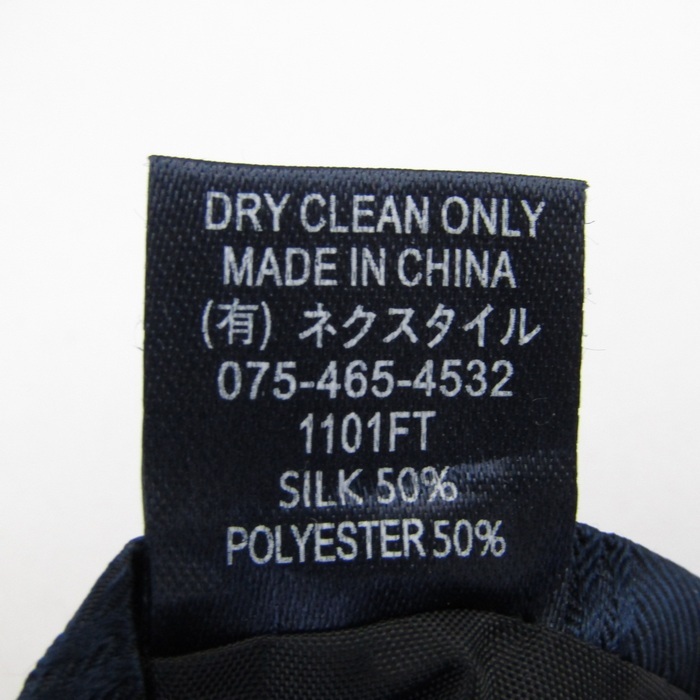 DRY CLEAN ONLY
MADE IN CHINA
(有) ネクスタイル
075-465-4532
1101FT
SILK 50%
POLYESTER 50%